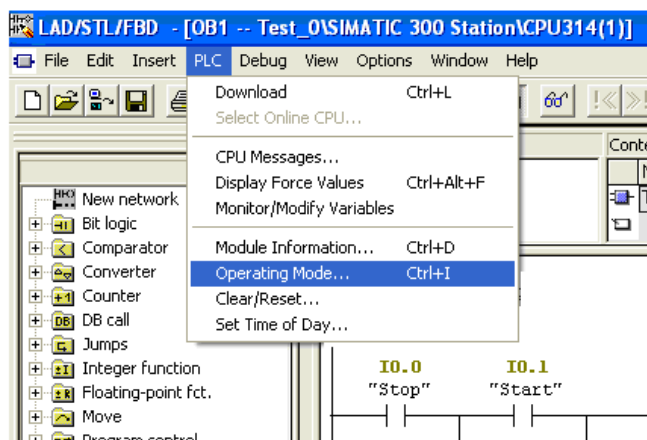 LAD/STL/FBD - [OB1 -- Test_0\SIMATIC 300 Station\CPU314(1)]
File Edit Insert PLC Debug View Options Window Help
Download Ctrl+L
Select Online CPU...
CPU Messages...
Display Force Values Ctrl+Alt+F
Monitor/Modify Variables
Module Information... Ctrl+D
Operating Mode... Ctrl+I
Clear/Reset...
Set Time of Day...
New network
Bit logic
Comparator
Converter
Counter
DB call
Jumps
Integer function
Floating-point fct.
Move
Program control
I0.0 I0.1
"Stop" "Start"